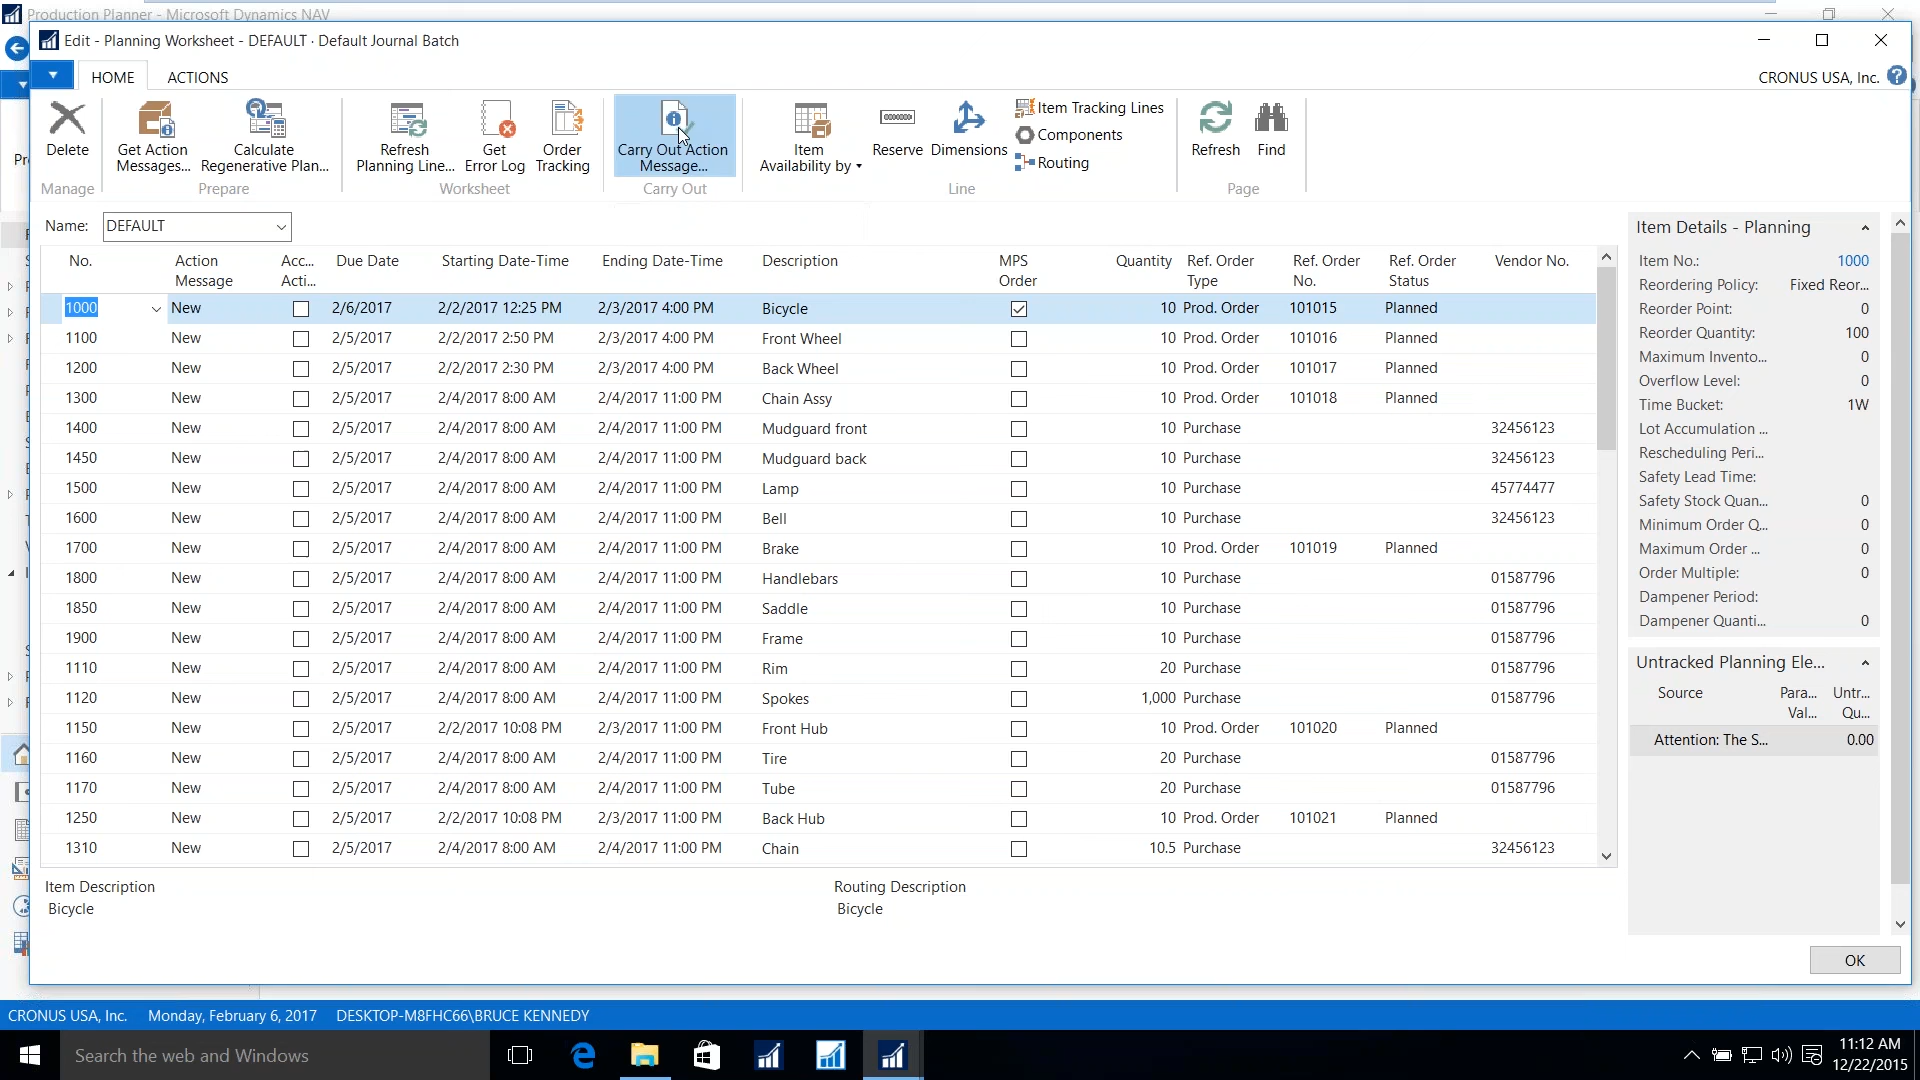 Production Planner - Microsoft Dynamics NAV
Edit - Planning Worksheet - DEFAULT · Default Journal Batch
HOME ACTIONS CRONUS USA, Inc.
Delete
Get Action Messages...
Calculate Regenerative Plan...
Refresh Planning Line...
Get Error Log
Order Tracking
Carry Out Action Message...
Item Availability by
Reserve
Dimensions
Item Tracking Lines
Components
Routing
Refresh
Find
Manage Prepare Worksheet Carry Out Line Page
Name: DEFAULT
No. Action Message Acc... Acti... Due Date Starting Date-Time Ending Date-Time Description MPS Order Quantity Ref. Order Type Ref. Order No. Ref. Order Status Vendor No.
1000 New 2/6/2017 2/2/2017 12:25 PM 2/3/2017 4:00 PM Bicycle 10 Prod. Order 101015 Planned
1100 New 2/5/2017 2/2/2017 2:50 PM 2/3/2017 4:00 PM Front Wheel 10 Prod. Order 101016 Planned
1200 New 2/5/2017 2/2/2017 2:30 PM 2/3/2017 4:00 PM Back Wheel 10 Prod. Order 101017 Planned
1300 New 2/5/2017 2/4/2017 8:00 AM 2/4/2017 11:00 PM Chain Assy 10 Prod. Order 101018 Planned
1400 New 2/5/2017 2/4/2017 8:00 AM 2/4/2017 11:00 PM Mudguard front 10 Purchase 32456123
1450 New 2/5/2017 2/4/2017 8:00 AM 2/4/2017 11:00 PM Mudguard back 10 Purchase 32456123
1500 New 2/5/2017 2/4/2017 8:00 AM 2/4/2017 11:00 PM Lamp 10 Purchase 45774477
1600 New 2/5/2017 2/4/2017 8:00 AM 2/4/2017 11:00 PM Bell 10 Purchase 32456123
1700 New 2/5/2017 2/4/2017 8:00 AM 2/4/2017 11:00 PM Brake 10 Prod. Order 101019 Planned
1800 New 2/5/2017 2/4/2017 8:00 AM 2/4/2017 11:00 PM Handlebars 10 Purchase 01587796
1850 New 2/5/2017 2/4/2017 8:00 AM 2/4/2017 11:00 PM Saddle 10 Purchase 01587796
1900 New 2/5/2017 2/4/2017 8:00 AM 2/4/2017 11:00 PM Frame 10 Purchase 01587796
1110 New 2/5/2017 2/4/2017 8:00 AM 2/4/2017 11:00 PM Rim 20 Purchase 01587796
1120 New 2/5/2017 2/4/2017 8:00 AM 2/4/2017 11:00 PM Spokes 1,000 Purchase 01587796
1150 New 2/5/2017 2/2/2017 10:08 PM 2/3/2017 11:00 PM Front Hub 10 Prod. Order 101020 Planned
1160 New 2/5/2017 2/4/2017 8:00 AM 2/4/2017 11:00 PM Tire 20 Purchase 01587796
1170 New 2/5/2017 2/4/2017 8:00 AM 2/4/2017 11:00 PM Tube 20 Purchase 01587796
1250 New 2/5/2017 2/2/2017 10:08 PM 2/3/2017 11:00 PM Back Hub 10 Prod. Order 101021 Planned
1310 New 2/5/2017 2/4/2017 8:00 AM 2/4/2017 11:00 PM Chain 10.5 Purchase 32456123
Item Description Routing Description
Bicycle Bicycle
Item Details - Planning
Item No.: 1000
Reordering Policy: Fixed Reor...
Reorder Point: 0
Reorder Quantity: 100
Maximum Invento... 0
Overflow Level: 0
Time Bucket: 1W
Lot Accumulation ...
Rescheduling Peri...
Safety Lead Time:
Safety Stock Quan... 0
Minimum Order Q... 0
Maximum Order ... 0
Order Multiple: 0
Dampener Period:
Dampener Quanti... 0
Untracked Planning Ele...
Source Para... Val... Untr... Qu...
Attention: The S... 0.00
OK
CRONUS USA, Inc. Monday, February 6, 2017 DESKTOP-M8FHC66\BRUCE KENNEDY
Search the web and Windows
11:12 AM
12/22/2015